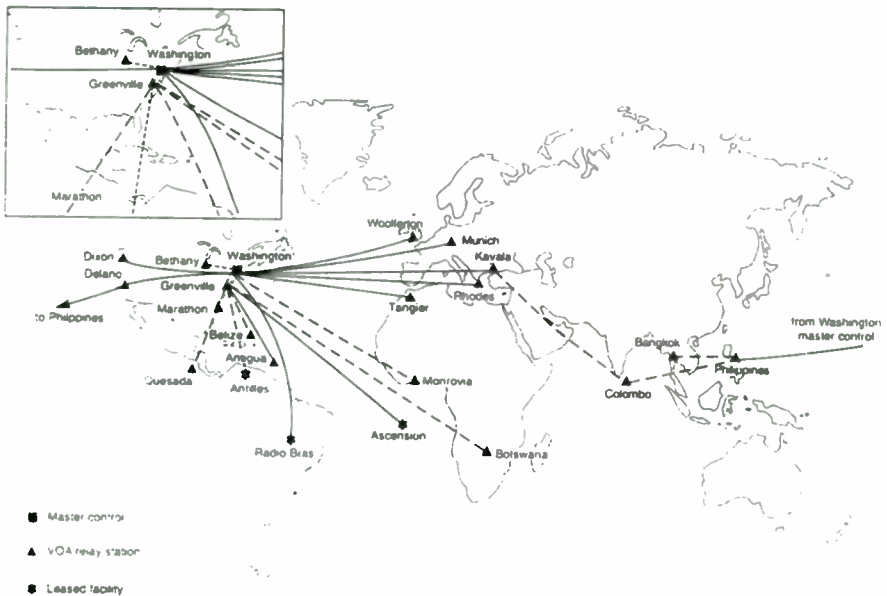 Bethany
Washington
Greenville
Marathon
Woofferton
Munich
Kavala
Dixon
Bethany
Washington
Delano
Greenville
Rhodes
Tangier
to Philippines
Marathon
from Washington
master control
Belize
Bangkok
Antigua
Philippines
Quesada
Antilles
Monrovia
Colombo
Ascension
Radio Bras
Botswana
Master control
VOA relay station
Leased facility